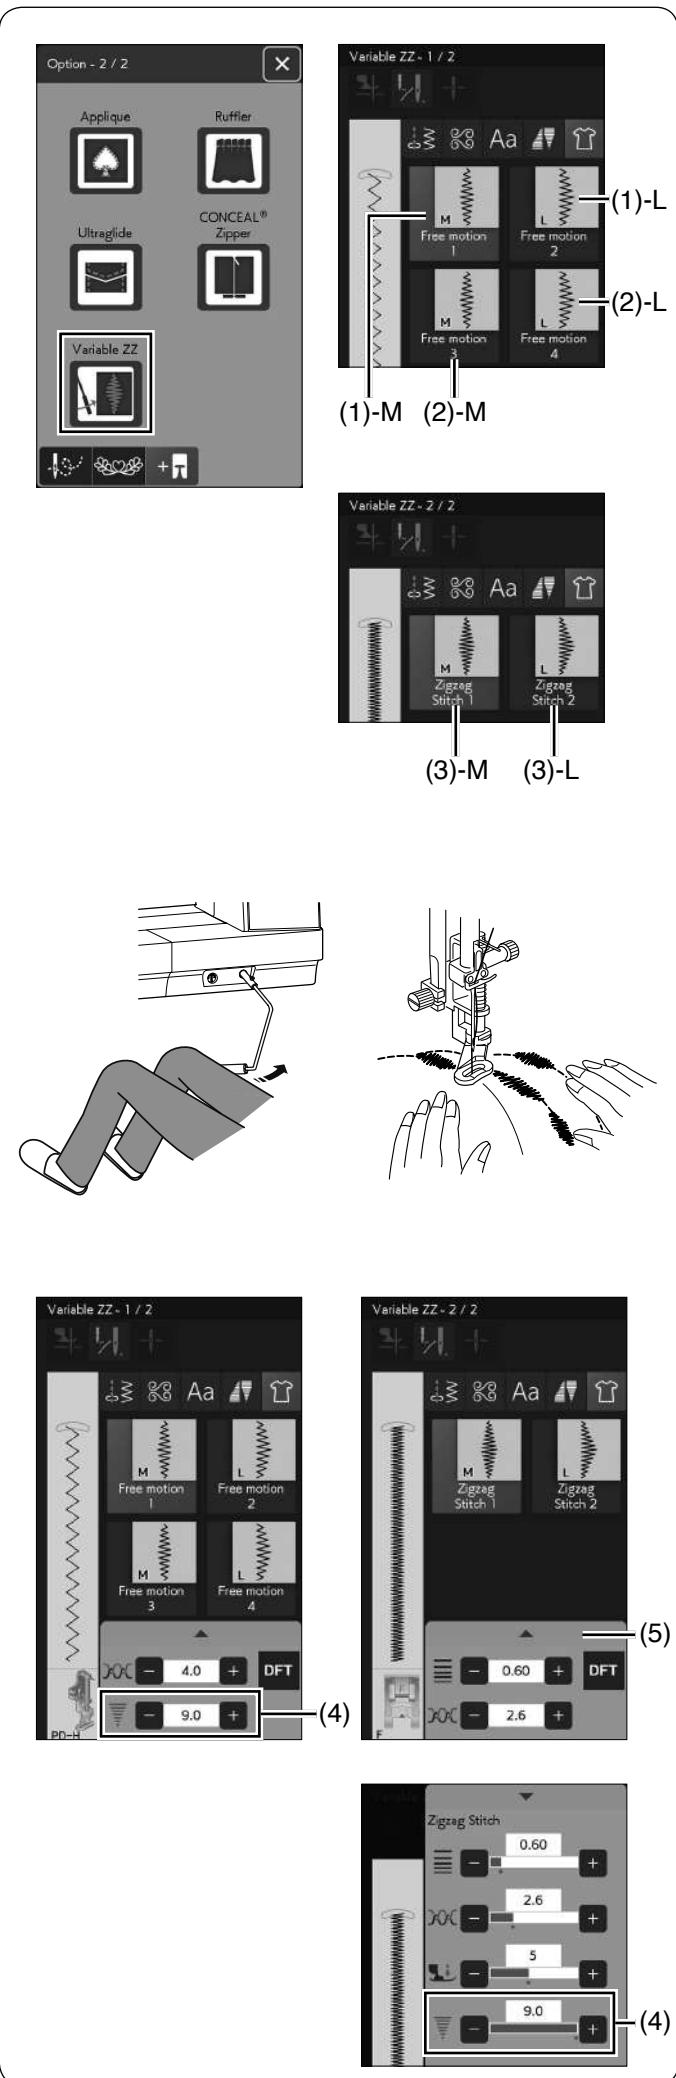 Option - 2 / 2
×
Applique
Ruffler
Ultraglide
CONCEAL®
Zipper
Variable ZZ
Variable ZZ - 1 / 2
Aa
M
Free motion
1
L
Free motion
2
M
Free motion
3
L
Free motion
4
(1)-L
(2)-L
(1)-M
(2)-M
Variable ZZ - 2 / 2
Aa
M
Zigzag
Stitch 1
L
Zigzag
Stitch 2
(3)-M
(3)-L
Variable ZZ - 1 / 2
Aa
M
Free motion
1
L
Free motion
2
M
Free motion
3
L
Free motion
4
- 4.0 +
DFT
- 9.0 +
PD-H
(4)
Variable ZZ - 2 / 2
Aa
M
Zigzag
Stitch 1
L
Zigzag
Stitch 2
(5)
- 0.60 +
DFT
- 2.6 +
F
Zigzag Stitch
0.60
- +
2.6
- +
5
- +
9.0
- +
(4)